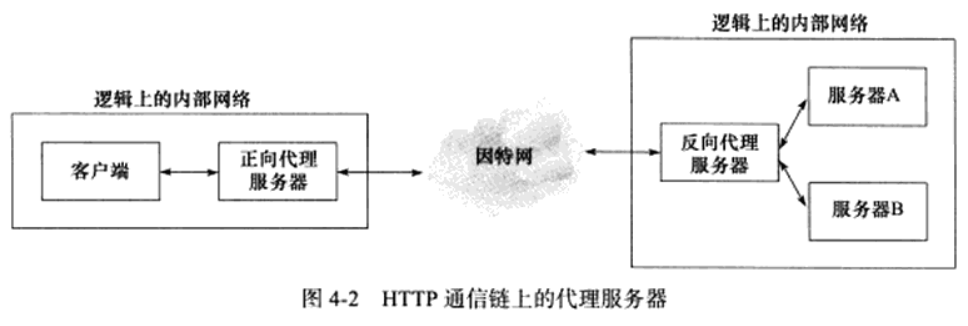 逻辑上的内部网络
逻辑上的内部网络
客户端
正向代理
服务器
因特网
反向代理
服务器
服务器A
服务器B
图 4-2 HTTP 通信链上的代理服务器